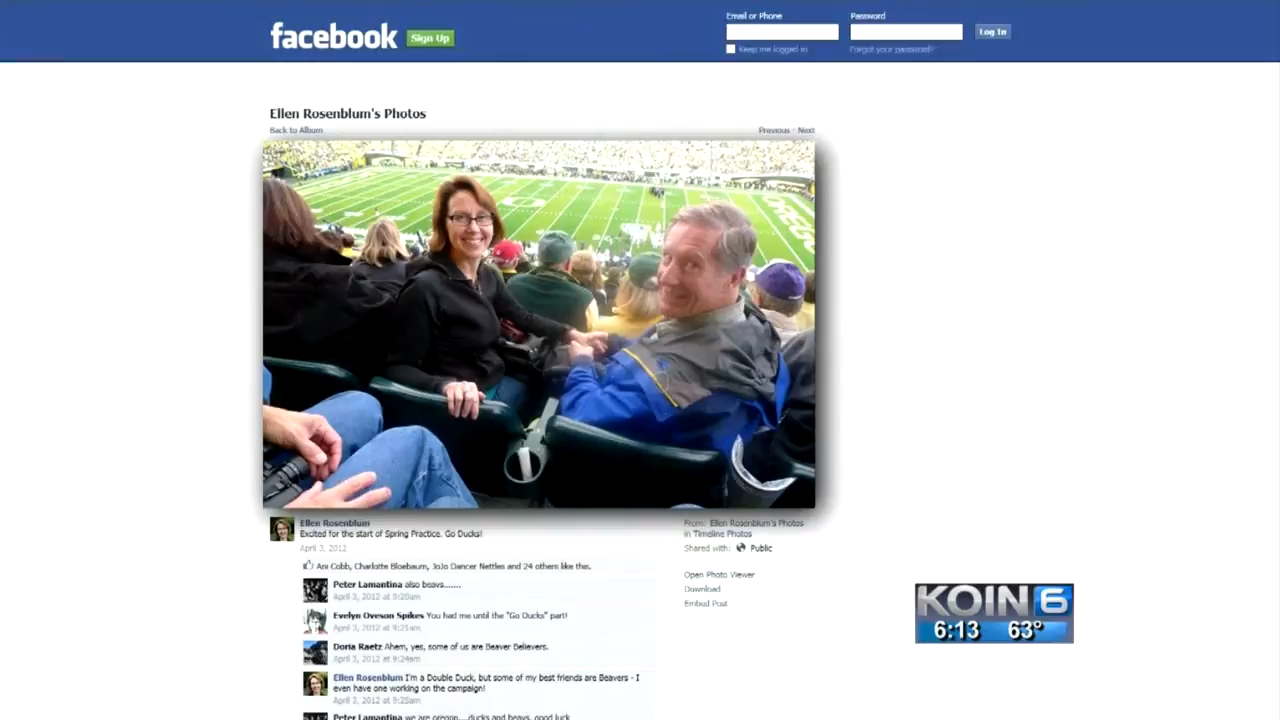 facebook
Sign Up
Email or Phone
Password
Log In
Keep me logged in
Forgot your password?
Ellen Rosenblum's Photos
Back to Album
Previous · Next
OREGON
Ellen Rosenblum
Excited for the start of Spring Practice. Go Ducks!
April 3, 2012
Ani Cobb, Charlotte Bloebaum, JoJo Dancer Nettles and 24 others like this.
Peter Lamantina also beavs.......
April 3, 2012 at 9:20am
Evelyn Oveson Spikes You had me until the "Go Ducks" part!
April 3, 2012 at 9:21am
Doria Raetz Ahem, yes, some of us are Beaver Believers.
April 3, 2012 at 9:24am
Ellen Rosenblum I'm a Double Duck, but some of my best friends are Beavers - I
even have one working on the campaign!
April 3, 2012 at 9:25am
Peter Lamantina we are oregon....ducks and beavs, good luck
From: Ellen Rosenblum's Photos
in Timeline Photos
Shared with: Public
Open Photo Viewer
Download
Embed Post
KOIN 6
6:13 63°